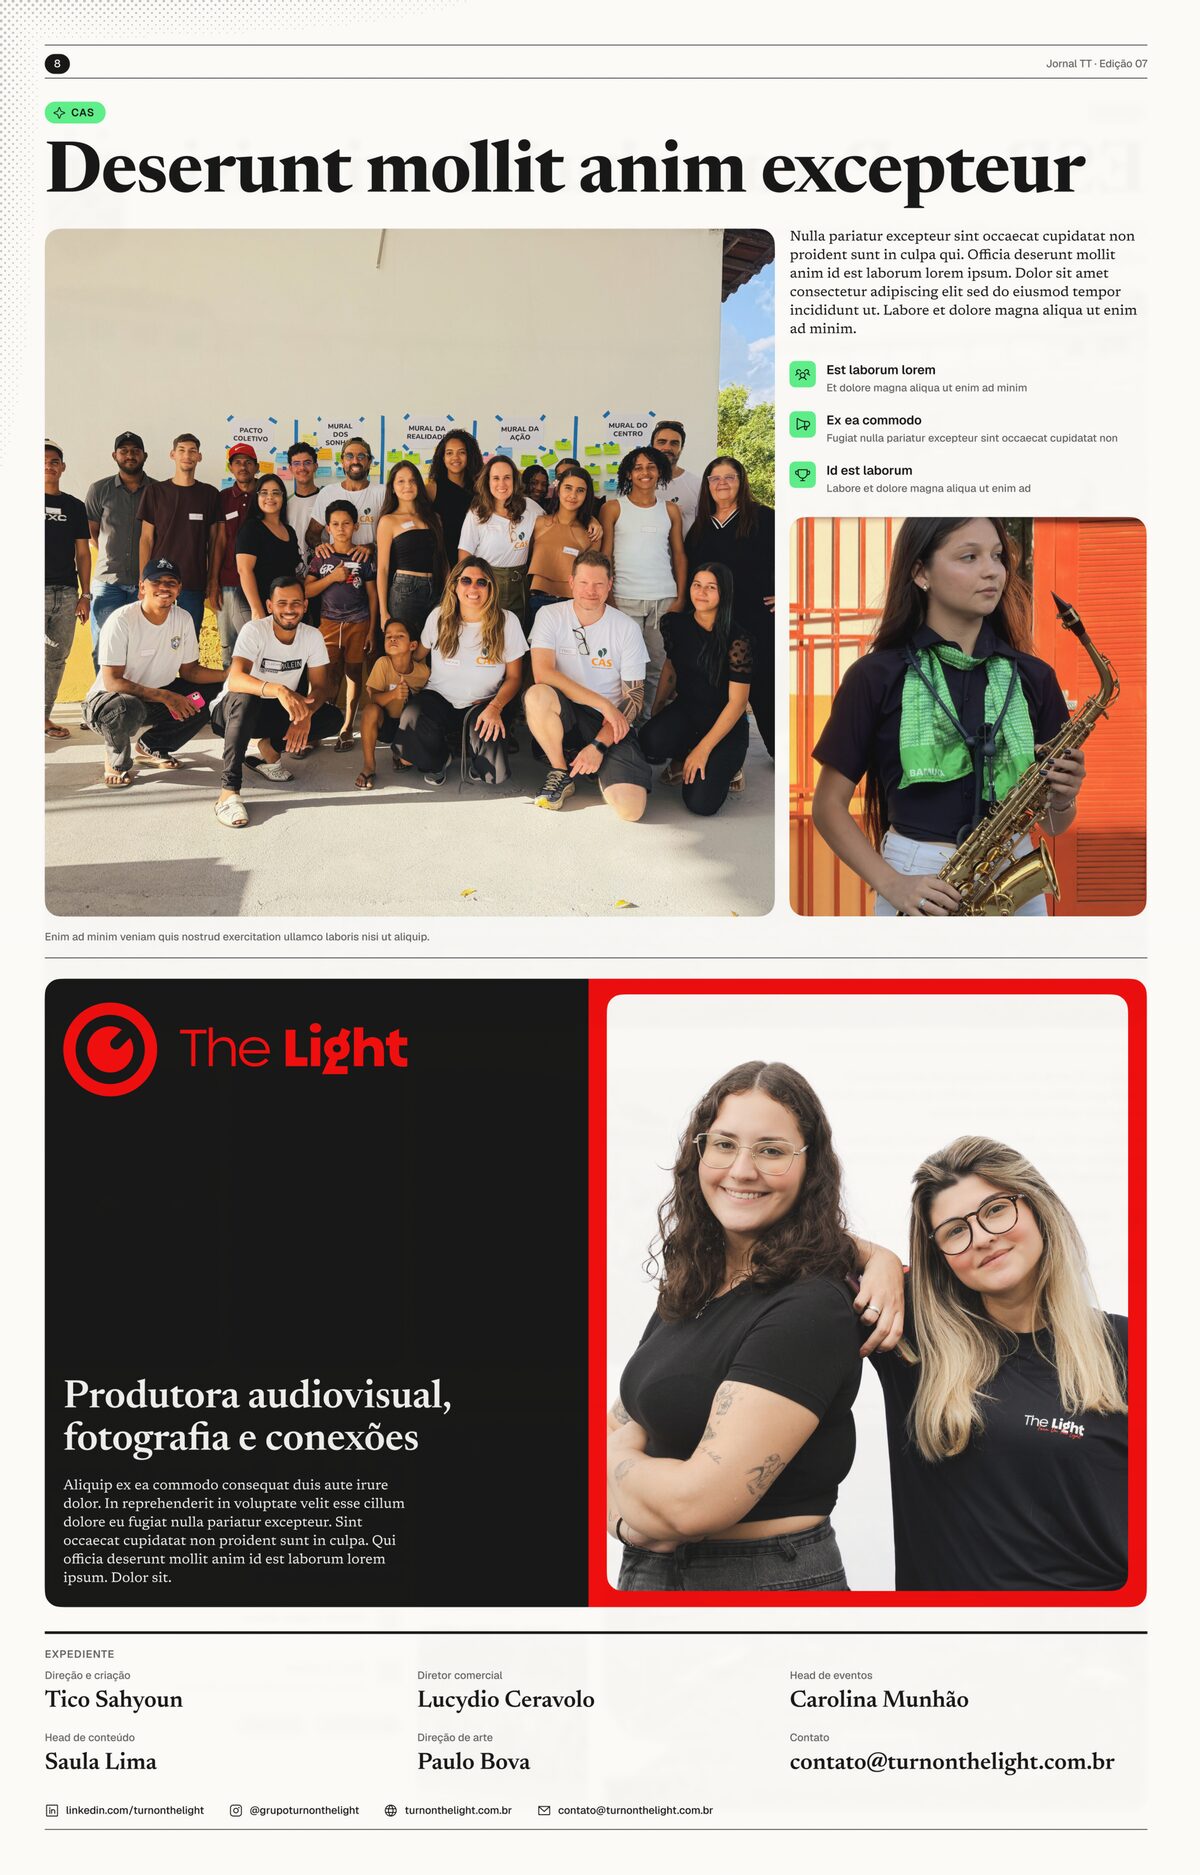 8
Jornal TT · Edição 07
CAS
Deserunt mollit anim excepteur
Nulla pariatur excepteur sint occaecat cupidatat non
proident sunt in culpa qui. Officia deserunt mollit
anim id est laborum lorem ipsum. Dolor sit amet
consectetur adipiscing elit sed do eiusmod tempor
incididunt ut. Labore et dolore magna aliqua ut enim
ad minim.
Est laborum lorem
Et dolore magna aliqua ut enim ad minim
Ex ea commodo
Fugiat nulla pariatur excepteur sint occaecat cupidatat non
Id est laborum
Labore et dolore magna aliqua ut enim ad
PACTO
COLETIVO
MURAL
DOS
MURAL DA
REALIDADE
MURAL DA
AÇÃO
MURAL DO
CENTRO
CAS
KLEIN
CAS
Enim ad minim veniam quis nostrud exercitation ullamco laboris nisi ut aliquip.
The Light
Produtora audiovisual,
fotografia e conexões
Aliquip ex ea commodo consequat duis aute irure
dolor. In reprehenderit in voluptate velit esse cillum
dolore eu fugiat nulla pariatur excepteur. Sint
occaecat cupidatat non proident sunt in culpa. Qui
officia deserunt mollit anim id est laborum lorem
ipsum. Dolor sit.
The Light
EXPEDIENTE
Direção e criação
Tico Sahyoun
Diretor comercial
Lucydio Ceravolo
Head de eventos
Carolina Munhão
Head de conteúdo
Saula Lima
Direção de arte
Paulo Bova
Contato
contato@turnonthelight.com.br
linkedin.com/turnonthelight
@grupoturnonthelight
turnonthelight.com.br
contato@turnonthelight.com.br